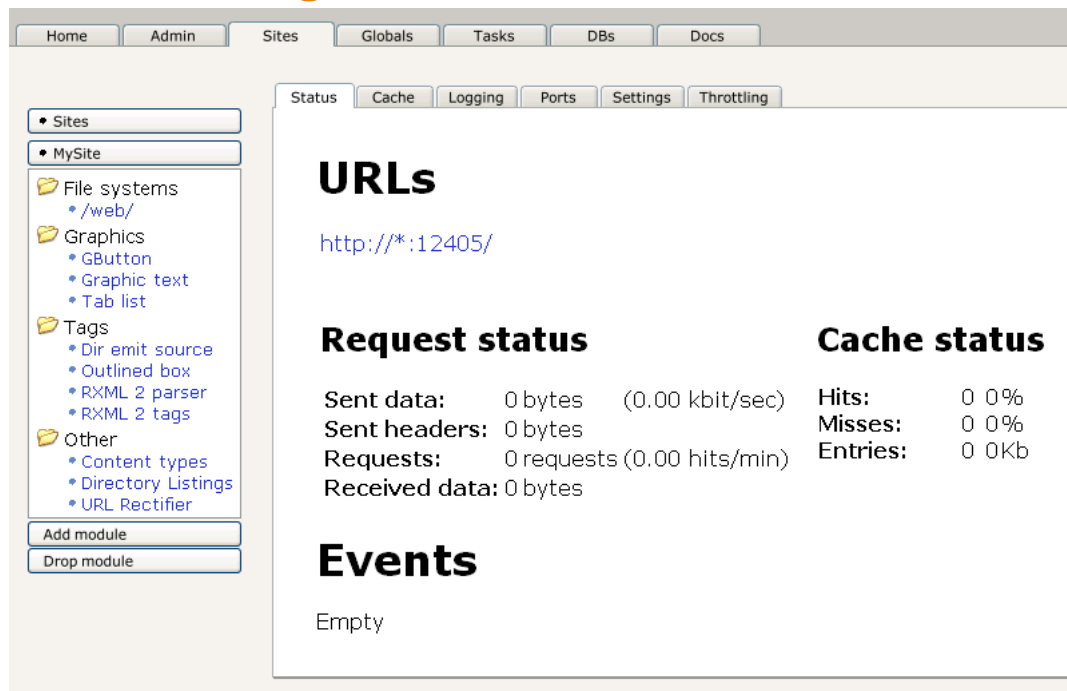 Home Admin Sites Globals Tasks DBs Docs
Status Cache Logging Ports Settings Throttling
Sites
MySite
File systems
/web/
Graphics
GButton
Graphic text
Tab list
Tags
Dir emit source
Outlined box
RXML 2 parser
RXML 2 tags
Other
Content types
Directory Listings
URL Rectifier
Add module
Drop module
URLs
http://*:12405/
Request status
Sent data: 0 bytes (0.00 kbit/sec)
Sent headers: 0 bytes
Requests: 0 requests (0.00 hits/min)
Received data: 0 bytes
Cache status
Hits: 0 0%
Misses: 0 0%
Entries: 0 0Kb
Events
Empty